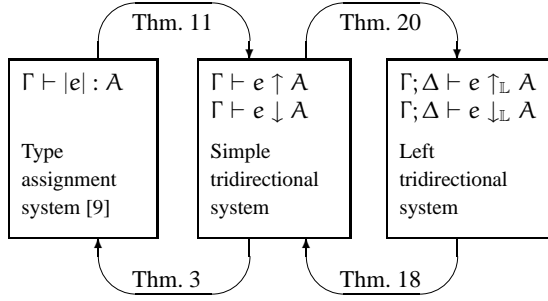 Thm. 11
Thm. 20
Γ ⊢ |e| : A
Type
assignment
system [9]
Γ ⊢ e ↑ A
Γ ⊢ e ↓ A
Simple
tridirectional
system
Γ; Δ ⊢ e ↑𝕃 A
Γ; Δ ⊢ e ↓𝕃 A
Left
tridirectional
system
Thm. 3
Thm. 18